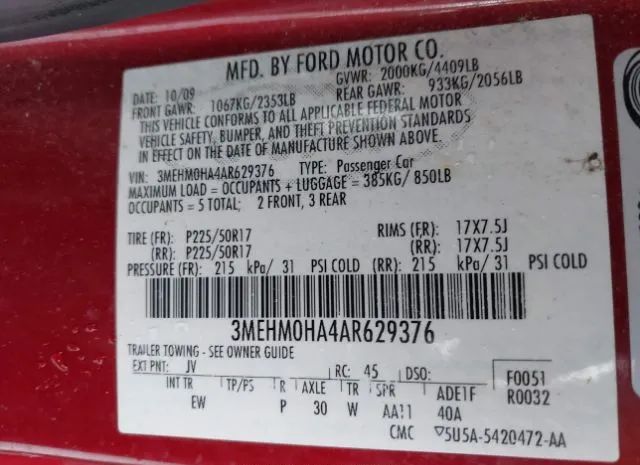 MFD. BY FORD MOTOR CO.
DATE: 10/09 GVWR: 2000KG/4409LB
FRONT GAWR: 1067KG/2353LB REAR GAWR: 933KG/2056LB
THIS VEHICLE CONFORMS TO ALL APPLICABLE FEDERAL MOTOR
VEHICLE SAFETY, BUMPER, AND THEFT PREVENTION STANDARDS
IN EFFECT ON THE DATE OF MANUFACTURE SHOWN ABOVE.
VIN: 3MEHM0HA4AR629376 TYPE: Passenger Car
MAXIMUM LOAD = OCCUPANTS + LUGGAGE = 385KG/ 850LB
OCCUPANTS = 5 TOTAL; 2 FRONT, 3 REAR
TIRE (FR): P225/50R17 RIMS (FR): 17X7.5J
(RR): P225/50R17 (RR): 17X7.5J
PRESSURE (FR): 215 kPa/ 31 PSI COLD (RR): 215 kPa/ 31 PSI COLD
3MEHM0HA4AR629376
TRAILER TOWING - SEE OWNER GUIDE
EXT PNT: JV RC: 45 DSO: F0051
INT TR TP/PS R AXLE TR SPR ADE1F R0032
EW P 30 W AA11 40A
CMC ▽5U5A-5420472-AA